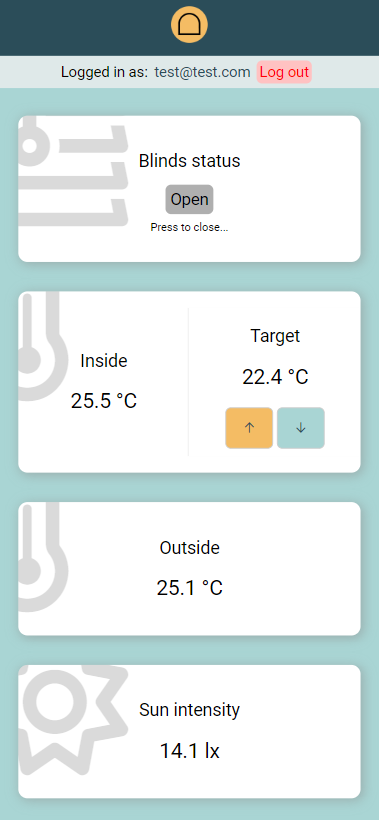 Logged in as: test@test.com Log out
Blinds status
Open
Press to close...
Inside
25.5 °C
Target
22.4 °C
↑ ↓
Outside
25.1 °C
Sun intensity
14.1 lx